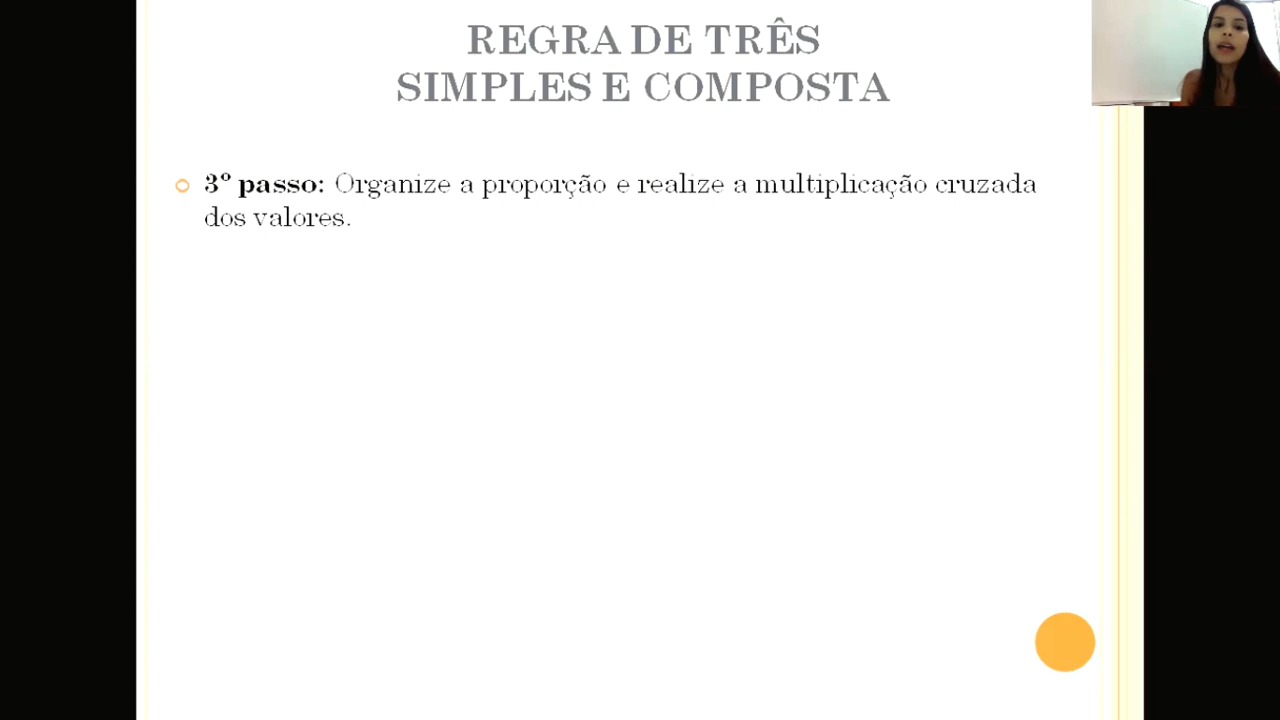 REGRA DE TRÊS
SIMPLES E COMPOSTA
3º passo: Organize a proporção e realize a multiplicação cruzada
dos valores.